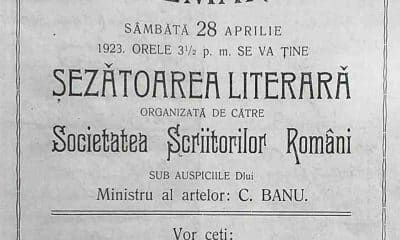 SÂMBĂTĂ 28 APRILIE
1923. ORELE 3½ p. m. SE VA ȚINE
ȘEZĂTOAREA LITERARĂ
ORGANIZATĂ DE CĂTRE
Societatea Scriitorilor Români
SUB AUSPICIILE Dlui
Ministru al artelor: C. BANU.
Vor ceti: